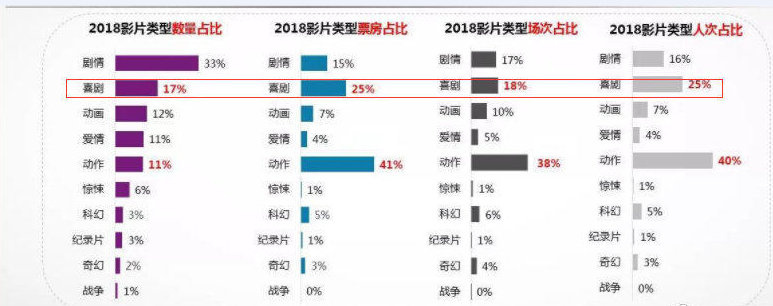 2018影片类型数量占比 2018影片类型票房占比 2018影片类型场次占比 2018影片类型人次占比
剧情 33% 剧情 15% 剧情 17% 剧情 16%
喜剧 17% 喜剧 25% 喜剧 18% 喜剧 25%
动画 12% 动画 7% 动画 10% 动画 7%
爱情 11% 爱情 4% 爱情 5% 爱情 4%
动作 11% 动作 41% 动作 38% 动作 40%
惊悚 6% 惊悚 1% 惊悚 1% 惊悚 1%
科幻 3% 科幻 5% 科幻 6% 科幻 5%
纪录片 3% 纪录片 1% 纪录片 1% 纪录片 1%
奇幻 2% 奇幻 3% 奇幻 4% 奇幻 3%
战争 1% 战争 0% 战争 0% 战争 0%